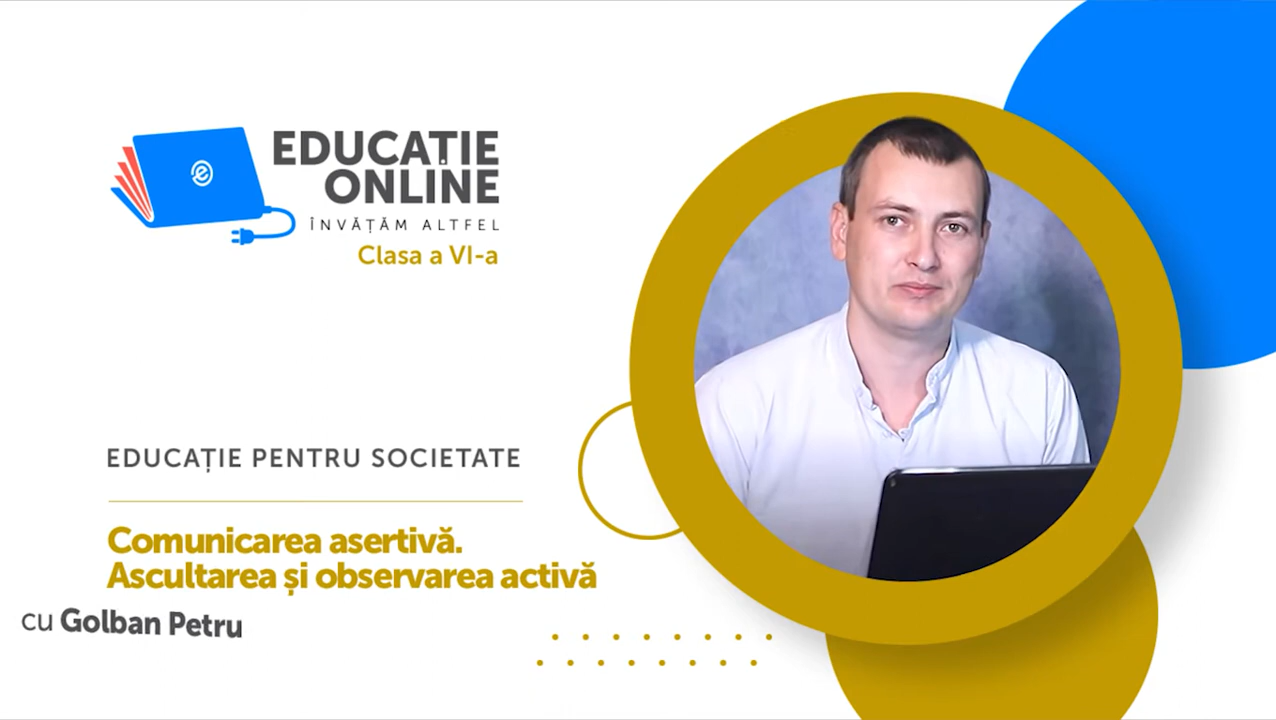 EDUCAȚIE
ONLINE
ÎNVĂȚĂM ALTFEL
Clasa a VI-a
EDUCAȚIE PENTRU SOCIETATE
Comunicarea asertivă.
Ascultarea și observarea activă
cu Golban Petru